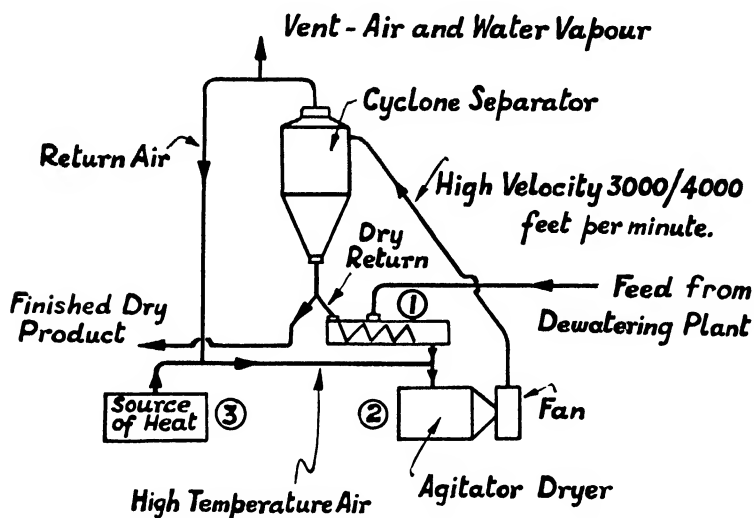 Vent - Air and Water Vapour
Cyclone Separator
Return Air
High Velocity 3000/4000
feet per minute.
Dry
Return
①
Feed from
Dewatering Plant
Finished Dry
Product
Source
of Heat
③
②
Fan
High Temperature Air
Agitator Dryer